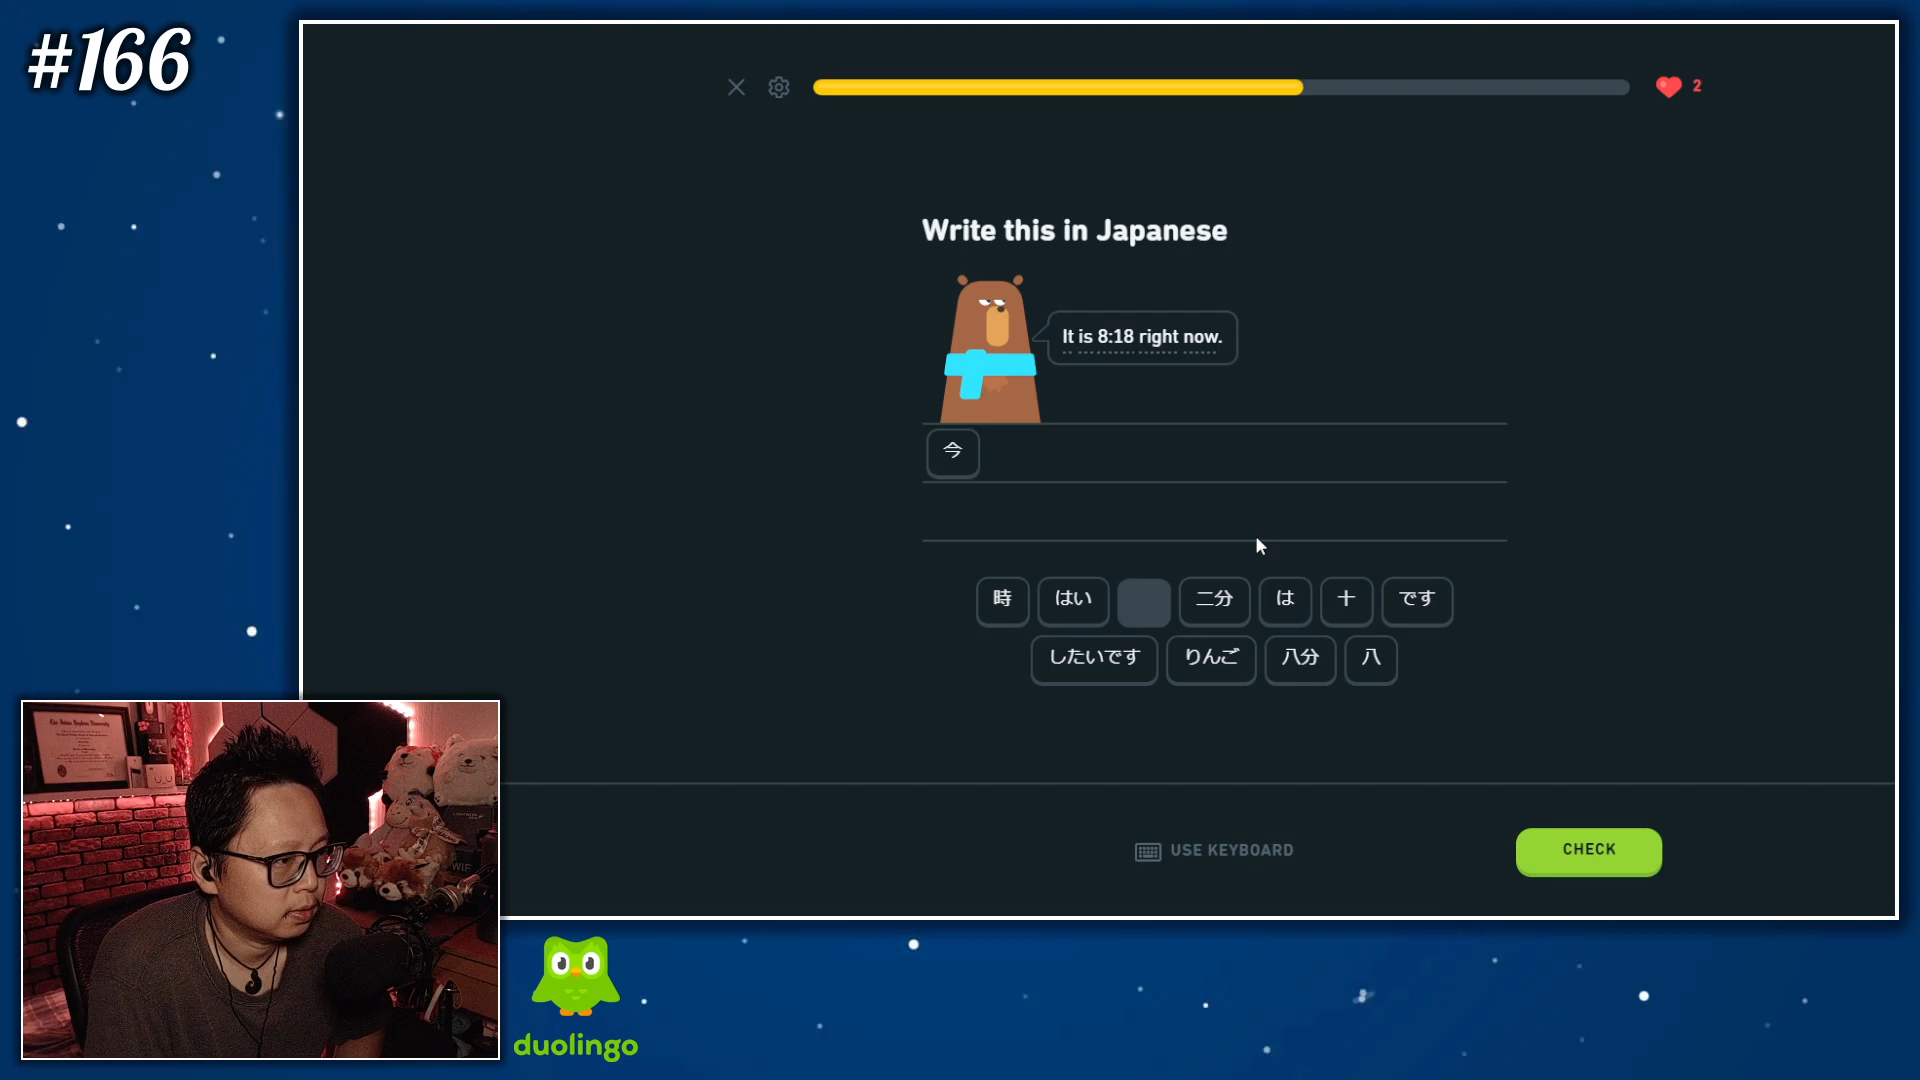 #166
2
Write this in Japanese
It is 8:18 right now.
今
時 はい 二分 は 十 です
したいです りんご 八分 八
USE KEYBOARD
CHECK
duolingo